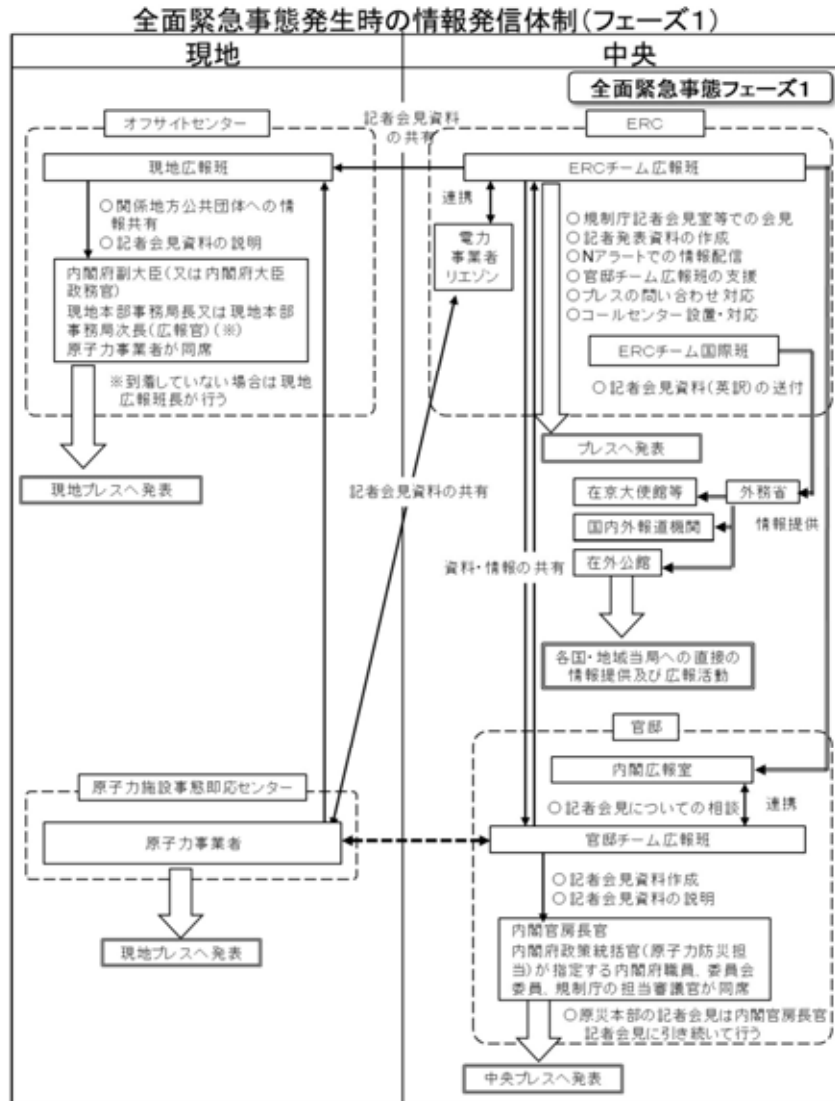 全面緊急事態発生時の情報発信体制(フェーズ1)
現地
中央
全面緊急事態フェーズ1
オフサイトセンター
記者会見資料
の共有
ERC
現地広報班
ERCチーム広報班
○関係地方公共団体への情
報共有
○記者会見資料の説明
連携
電力
事業者
リエゾン
○規制庁記者会見室等での会見
○記者発表資料の作成
○Nアラートでの情報配信
○官邸チーム広報班の支援
○プレスの問い合わせ対応
○コールセンター設置・対応
内閣府副大臣(又は内閣府大臣
政務官)
現地本部事務局長又は現地本部
事務局次長(広報官)(※)
原子力事業者が同席
ERCチーム国際班
※到着していない場合は現地
広報班長が行う
○記者会見資料(英訳)の送付
プレスへ発表
現地プレスへ発表
記者会見資料の共有
在京大使館等
外務省
国内外報道機関
情報提供
資料・情報の共有
在外公館
各国・地域当局への直接の
情報提供及び広報活動
官邸
内閣広報室
原子力施設事態即応センター
○記者会見についての相談
連携
原子力事業者
官邸チーム広報班
○記者会見資料作成
○記者会見資料の説明
現地プレスへ発表
内閣官房長官
内閣府政策統括官(原子力防災担
当)が指定する内閣府職員、委員会
委員、規制庁の担当審議官が同席
○原災本部の記者会見は内閣官房長官
記者会見に引き続いて行う
中央プレスへ発表